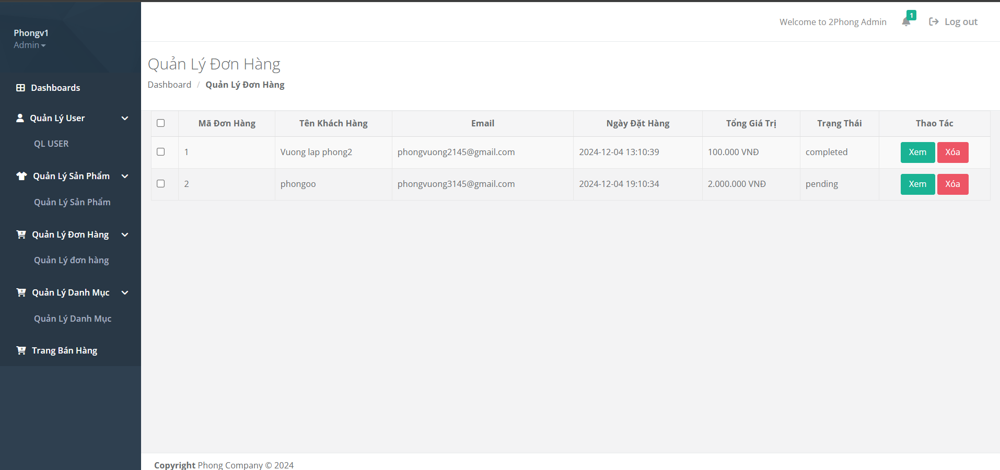 Phongv1
Admin
Dashboards
Quản Lý User
QL USER
Quản Lý Sản Phẩm
Quản Lý Sản Phẩm
Quản Lý Đơn Hàng
Quản Lý đơn hàng
Quản Lý Danh Mục
Quản Lý Danh Mục
Trang Bán Hàng
Welcome to 2Phong Admin 1 Log out
Quản Lý Đơn Hàng
Dashboard / Quản Lý Đơn Hàng
Mã Đơn Hàng Tên Khách Hàng Email Ngày Đặt Hàng Tổng Giá Trị Trạng Thái Thao Tác
1 Vuong lap phong2 phongvuong2145@gmail.com 2024-12-04 13:10:39 100.000 VNĐ completed Xem Xóa
2 phongoo phongvuong3145@gmail.com 2024-12-04 19:10:34 2.000.000 VNĐ pending Xem Xóa
Copyright Phong Company © 2024